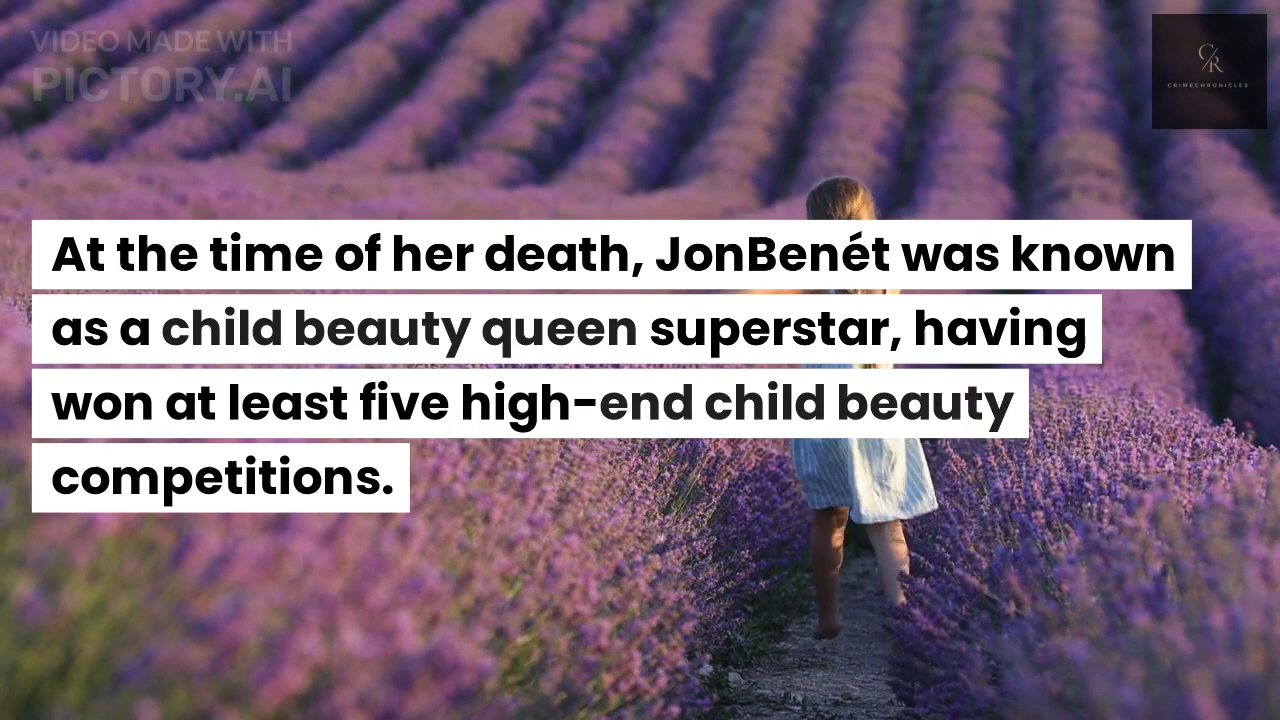 VIDEO MADE WITH
PICTORY.AI
C/R
CRIMECHRONICLES
At the time of her death, JonBenét was known
as a child beauty queen superstar, having
won at least five high-end child beauty
competitions.